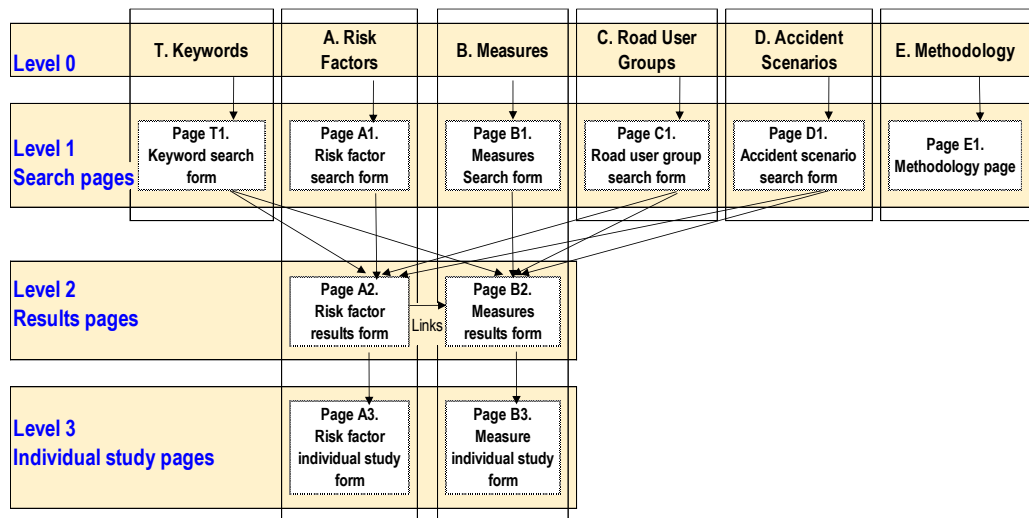 Level 0
T. Keywords
A. Risk
Factors
B. Measures
C. Road User
Groups
D. Accident
Scenarios
E. Methodology
Level 1
Search pages
Page T1.
Keyword search
form
Page A1.
Risk factor
search form
Page B1.
Measures
Search form
Page C1.
Road user group
search form
Page D1.
Accident scenario
search form
Page E1.
Methodology page
Level 2
Results pages
Page A2.
Risk factor
results form
Links
Page B2.
Measures
results form
Level 3
Individual study pages
Page A3.
Risk factor
individual study
form
Page B3.
Measure
individual study
form